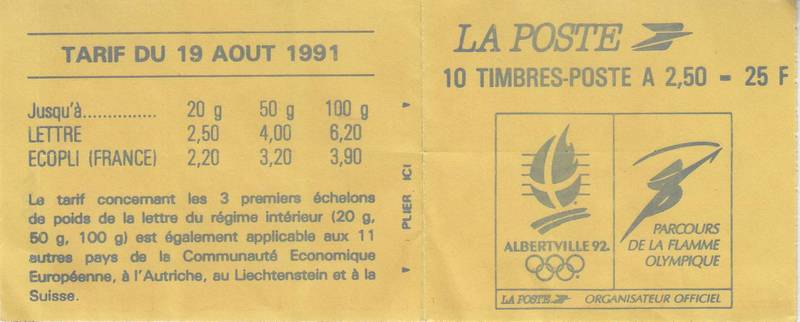 TARIF DU 19 AOUT 1991
Jusqu'à............... 20 g 50 g 100 g
LETTRE 2,50 4,00 6,20
ECOPLI (FRANCE) 2,20 3,20 3,90
Le tarif concernant les 3 premiers échelons
de poids de la lettre du régime intérieur (20 g,
50 g, 100 g) est également applicable aux 11
autres pays de la Communauté Economique
Européenne, à l'Autriche, au Liechtenstein et à la
Suisse.
PLIER ICI
LA POSTE
10 TIMBRES-POSTE A 2,50 = 25 F
ALBERTVILLE 92
PARCOURS
DE LA FLAMME
OLYMPIQUE
LA POSTE ORGANISATEUR OFFICIEL